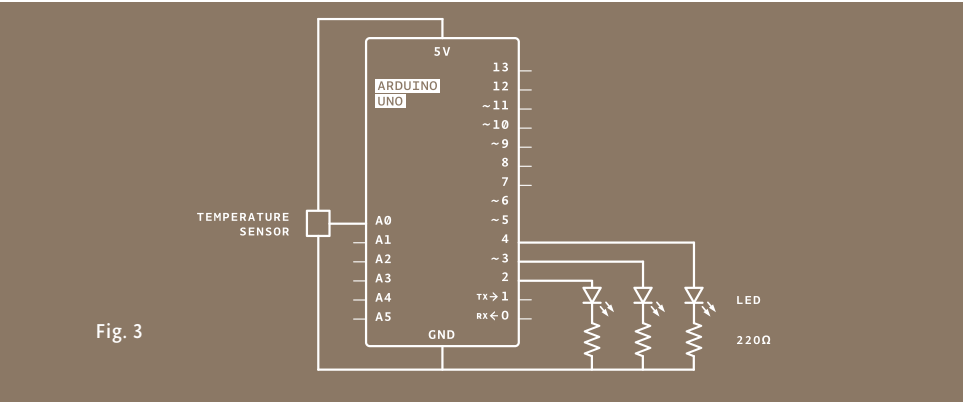 5V
ARDUINO
UNO
13
12
~11
~10
~9
8
7
~6
~5
4
~3
2
TX→1
RX←0
TEMPERATURE
SENSOR
A0
A1
A2
A3
A4
A5
GND
LED
220Ω
Fig. 3